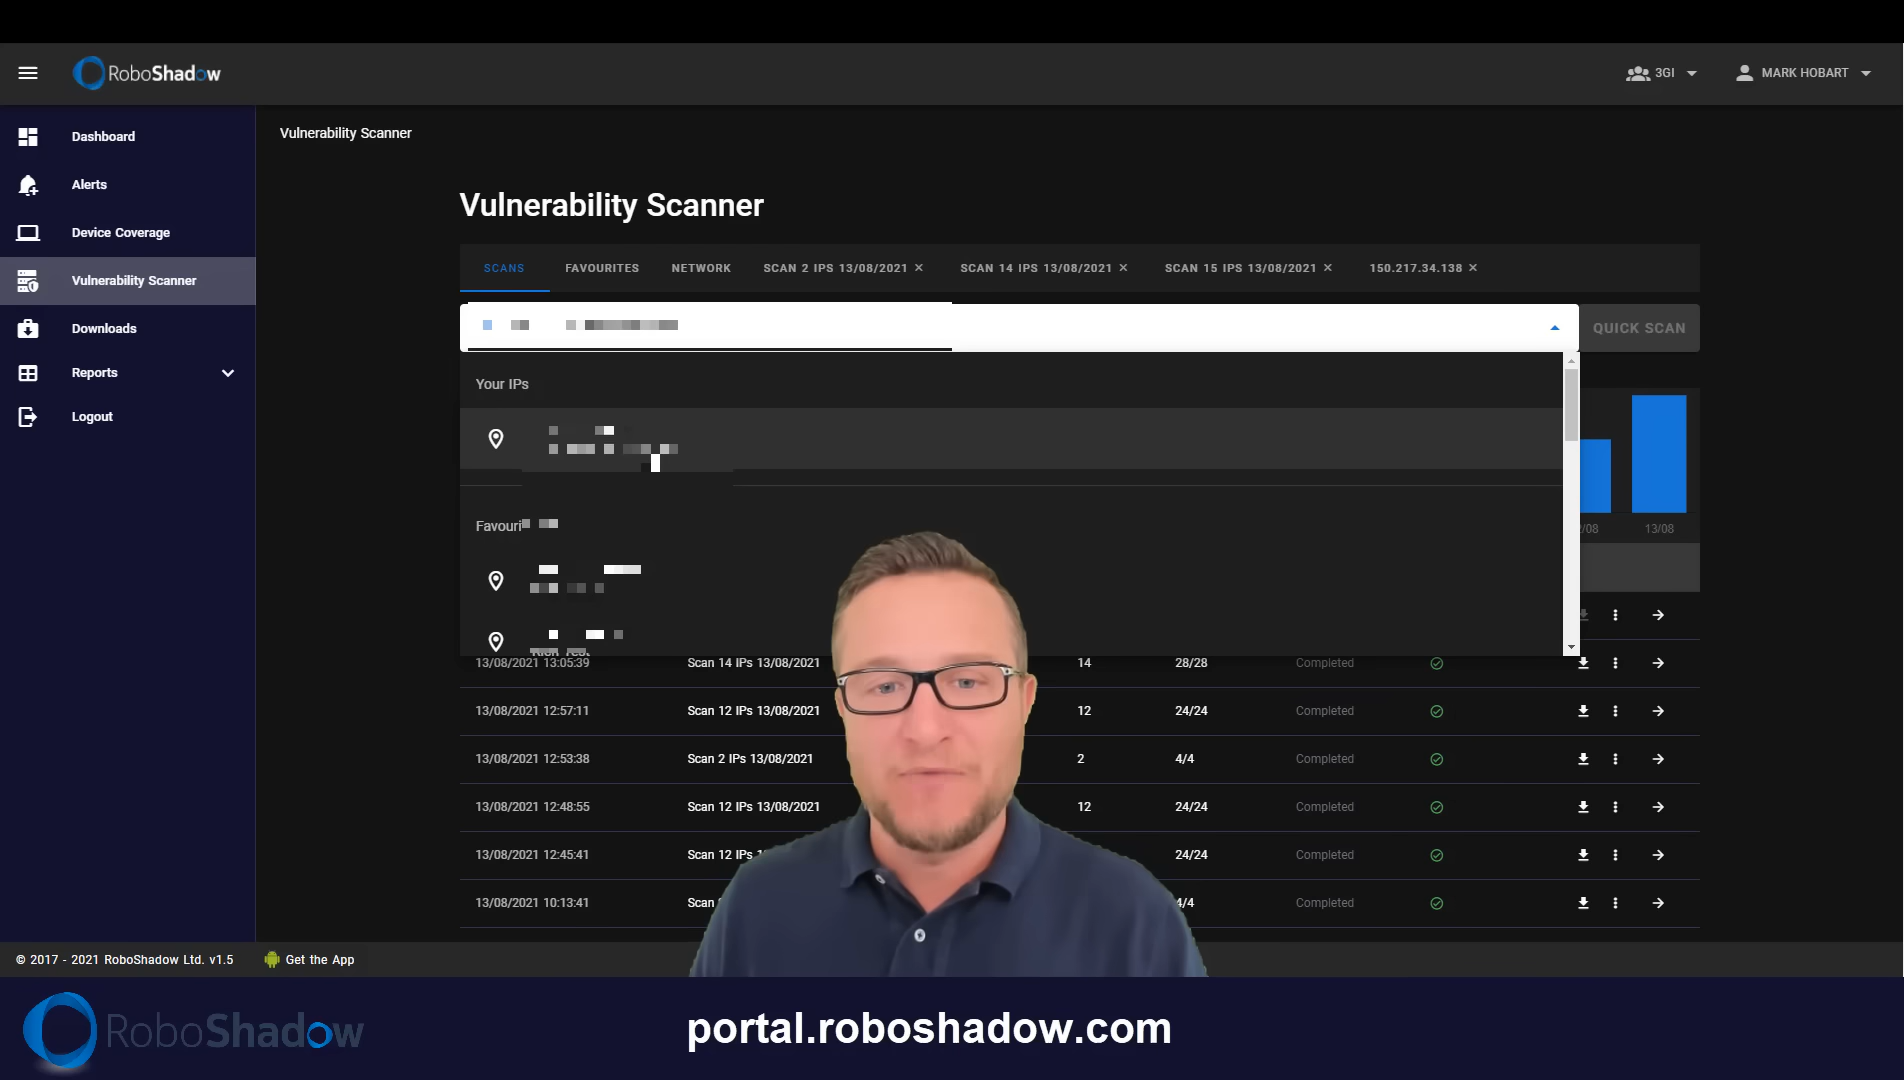 RoboShadow
3GI
MARK HOBART
Dashboard
Alerts
Device Coverage
Vulnerability Scanner
Downloads
Reports
Logout
Vulnerability Scanner
Vulnerability Scanner
SCANS FAVOURITES NETWORK SCAN 2 IPS 13/08/2021 × SCAN 14 IPS 13/08/2021 × SCAN 15 IPS 13/08/2021 × 150.217.34.138 ×
QUICK SCAN
Your IPs
Favouri
/08 13/08
13/08/2021 13:05:39 Scan 14 IPs 13/08/2021 14 28/28 Completed
13/08/2021 12:57:11 Scan 12 IPs 13/08/2021 12 24/24 Completed
13/08/2021 12:53:38 Scan 2 IPs 13/08/2021 2 4/4 Completed
13/08/2021 12:48:55 Scan 12 IPs 13/08/2021 12 24/24 Completed
13/08/2021 12:45:41 Scan 12 IPs 24/24 Completed
13/08/2021 10:13:41 Scan 4/4 Completed
© 2017 - 2021 RoboShadow Ltd. v1.5
Get the App
RoboShadow
portal.roboshadow.com